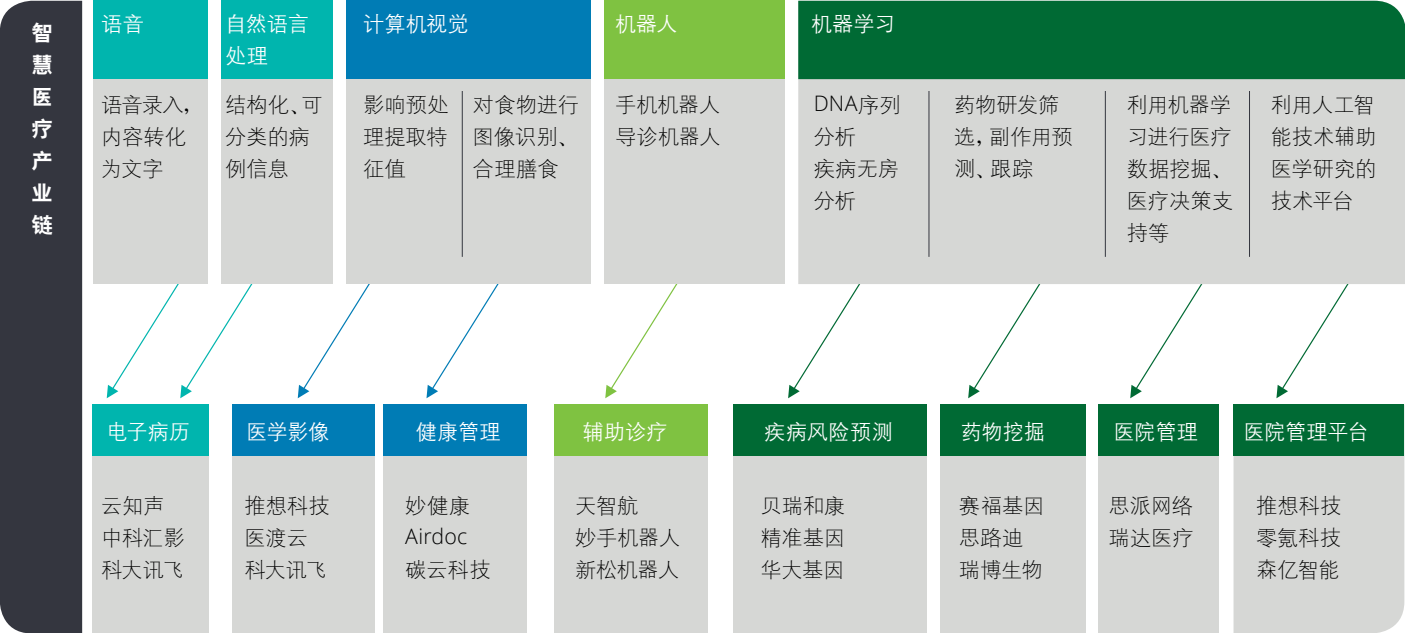 智慧医疗产业链
语音
语音录入，
内容转化
为文字
自然语言
处理
结构化、可
分类的病
例信息
计算机视觉
影响预处
理提取特
征值
对食物进行
图像识别、
合理膳食
机器人
手机机器人
导诊机器人
机器学习
DNA序列
分析
疾病无房
分析
药物研发筛
选，副作用预
测、跟踪
利用机器学
习进行医疗
数据挖掘、
医疗决策支
持等
利用人工智
能技术辅助
医学研究的
技术平台
电子病历
云知声
中科汇影
科大讯飞
医学影像
推想科技
医渡云
科大讯飞
健康管理
妙健康
Airdoc
碳云科技
辅助诊疗
天智航
妙手机器人
新松机器人
疾病风险预测
贝瑞和康
精准基因
华大基因
药物挖掘
赛福基因
思路迪
瑞博生物
医院管理
思派网络
瑞达医疗
医院管理平台
推想科技
零氪科技
森亿智能